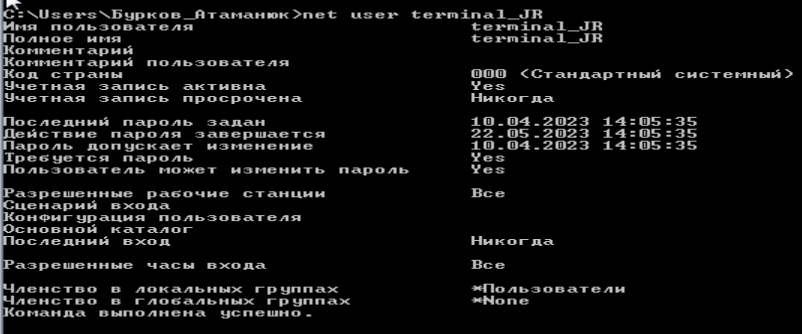 C:\Users\Бурков_Атаманюк>net user terminal_JR
Имя пользователя terminal_JR
Полное имя terminal_JR
Комментарий
Комментарий пользователя
Код страны 000 (Стандартный системный)
Учетная запись активна Yes
Учетная запись просрочена Никогда
Последний пароль задан 10.04.2023 14:05:35
Действие пароля завершается 22.05.2023 14:05:35
Пароль допускает изменение 10.04.2023 14:05:35
Требуется пароль Yes
Пользователь может изменить пароль Yes
Разрешенные рабочие станции Все
Сценарий входа
Конфигурация пользователя
Основной каталог
Последний вход Никогда
Разрешенные часы входа Все
Членство в локальных группах *Пользователи
Членство в глобальных группах *None
Команда выполнена успешно.